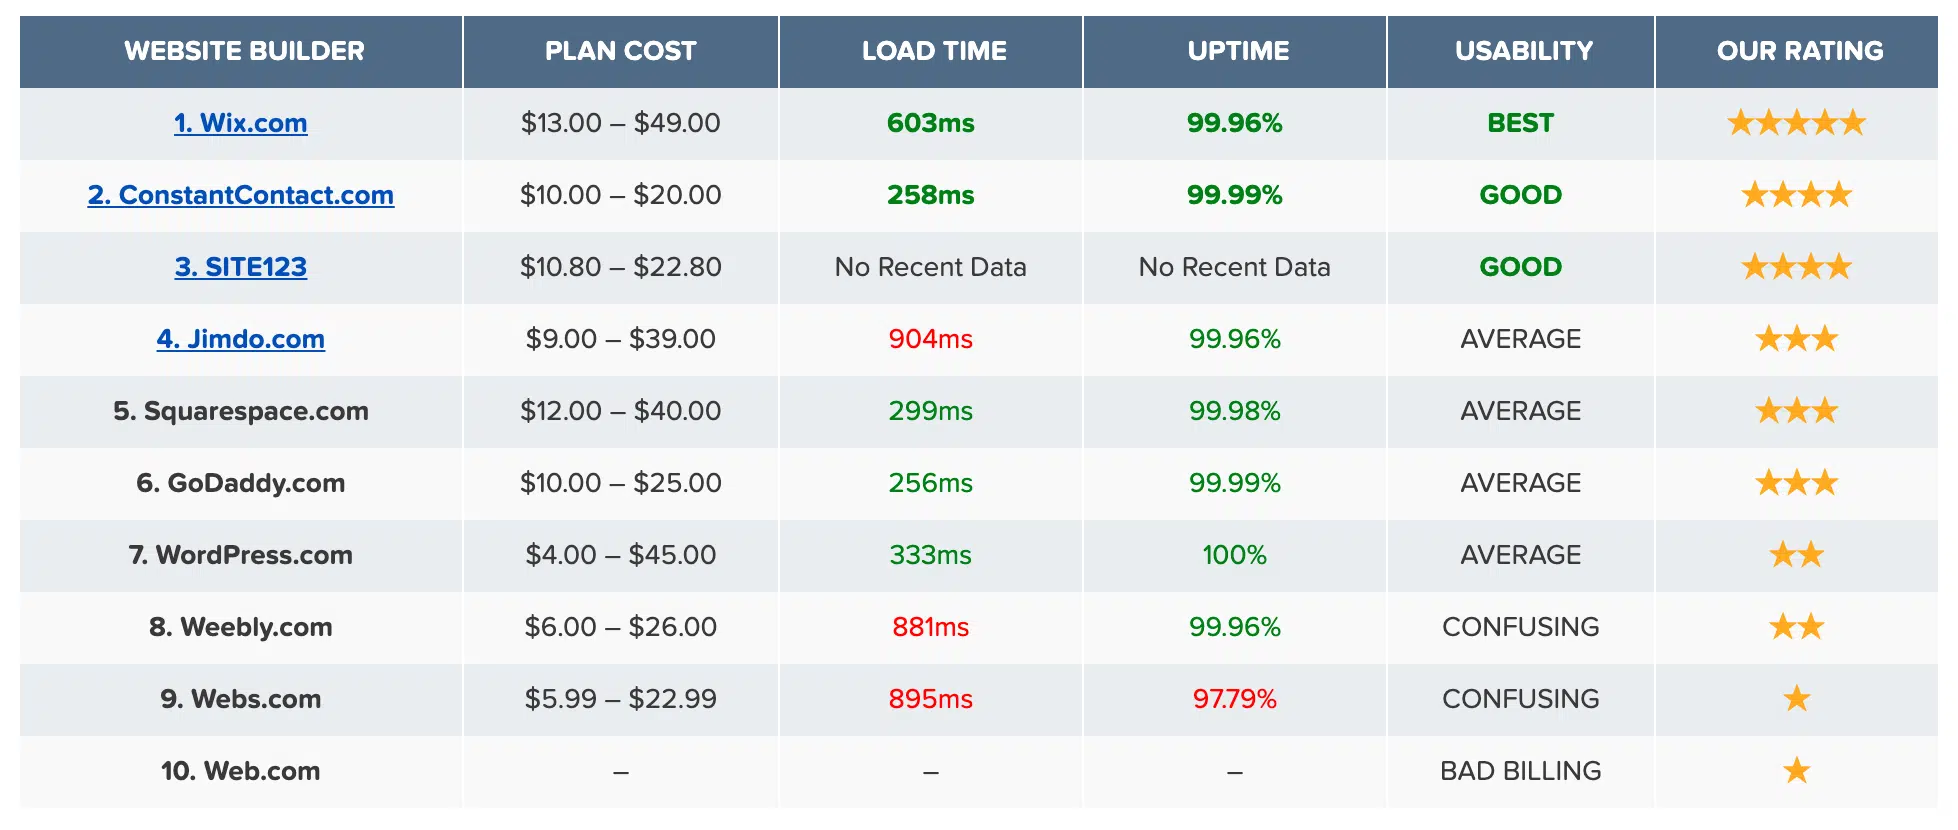 WEBSITE BUILDER PLAN COST LOAD TIME UPTIME USABILITY OUR RATING
1. Wix.com $13.00 – $49.00 603ms 99.96% BEST ★★★★★
2. ConstantContact.com $10.00 – $20.00 258ms 99.99% GOOD ★★★★
3. SITE123 $10.80 – $22.80 No Recent Data No Recent Data GOOD ★★★★
4. Jimdo.com $9.00 – $39.00 904ms 99.96% AVERAGE ★★★
5. Squarespace.com $12.00 – $40.00 299ms 99.98% AVERAGE ★★★
6. GoDaddy.com $10.00 – $25.00 256ms 99.99% AVERAGE ★★★
7. WordPress.com $4.00 – $45.00 333ms 100% AVERAGE ★★
8. Weebly.com $6.00 – $26.00 881ms 99.96% CONFUSING ★★
9. Webs.com $5.99 – $22.99 895ms 97.79% CONFUSING ★
10. Web.com – – – BAD BILLING ★